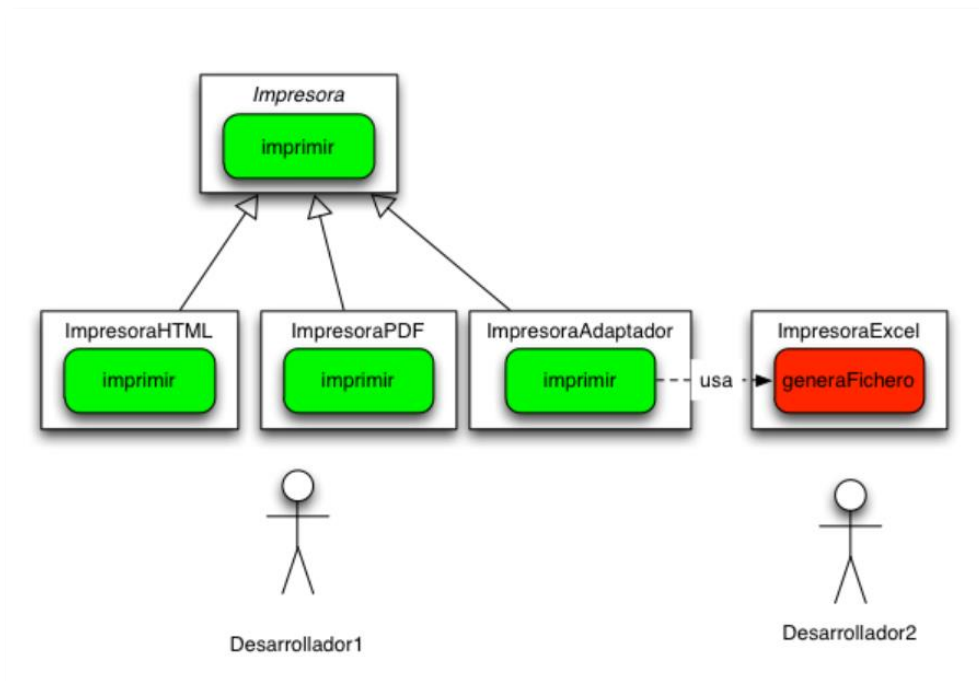 Impresora
imprimir
ImpresoraHTML
imprimir
ImpresoraPDF
imprimir
ImpresoraAdaptador
imprimir
usa
ImpresoraExcel
generaFichero
Desarrollador1
Desarrollador2